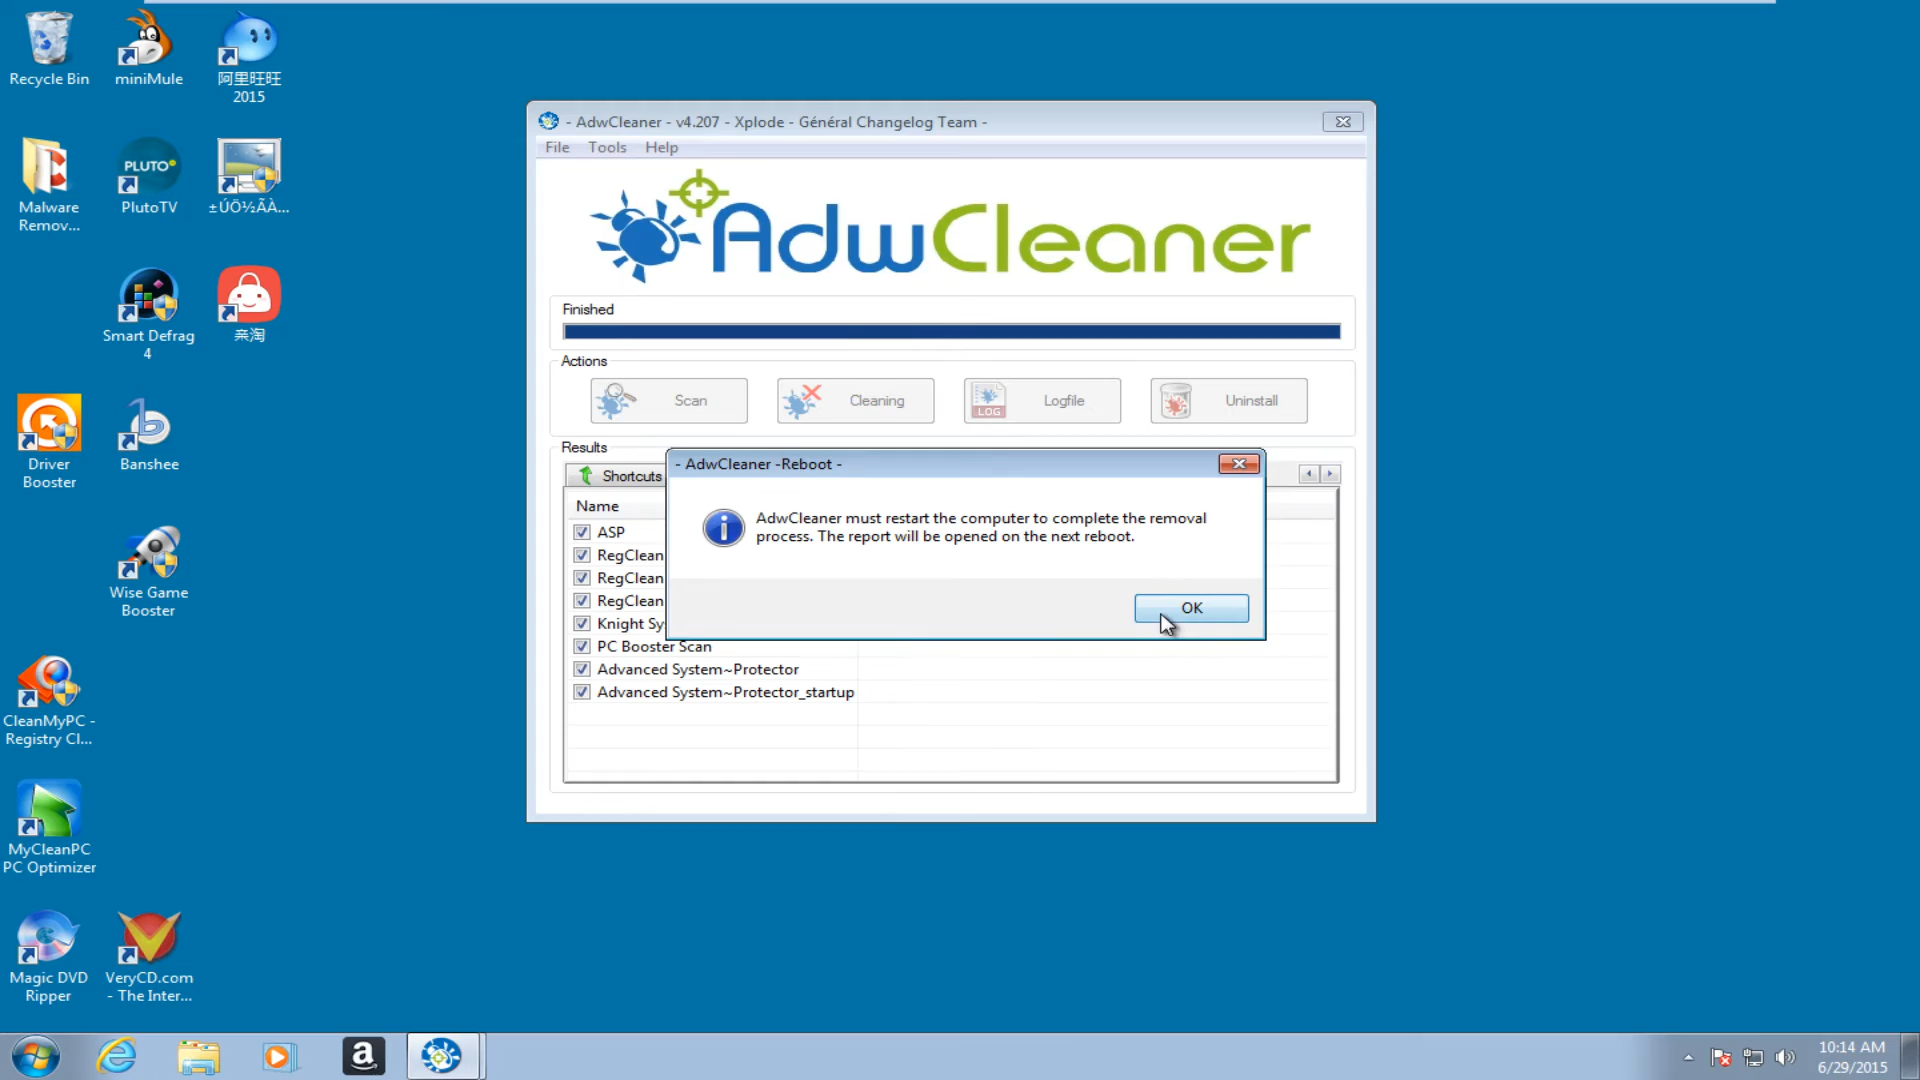 Recycle Bin
miniMule
阿里旺旺
2015
Malware
Remov...
PLUTO
PlutoTV
±ÚÖ½ÃÀ...
Smart Defrag
4
亲淘
Driver
Booster
b
Banshee
Wise Game
Booster
CleanMyPC -
Registry Cl...
MyCleanPC
PC Optimizer
Magic DVD
Ripper
VeryCD.com
- The Inter...
- AdwCleaner - v4.207 - Xplode - Général Changelog Team -
File Tools Help
AdwCleaner
Finished
Actions
Scan
Cleaning
LOG
Logfile
Uninstall
Results
Shortcuts
Name
ASP
RegClean
RegClean
RegClean
Knight Sy
PC Booster Scan
Advanced System~Protector
Advanced System~Protector_startup
- AdwCleaner -Reboot -
AdwCleaner must restart the computer to complete the removal
process. The report will be opened on the next reboot.
OK
a
10:14 AM
6/29/2015